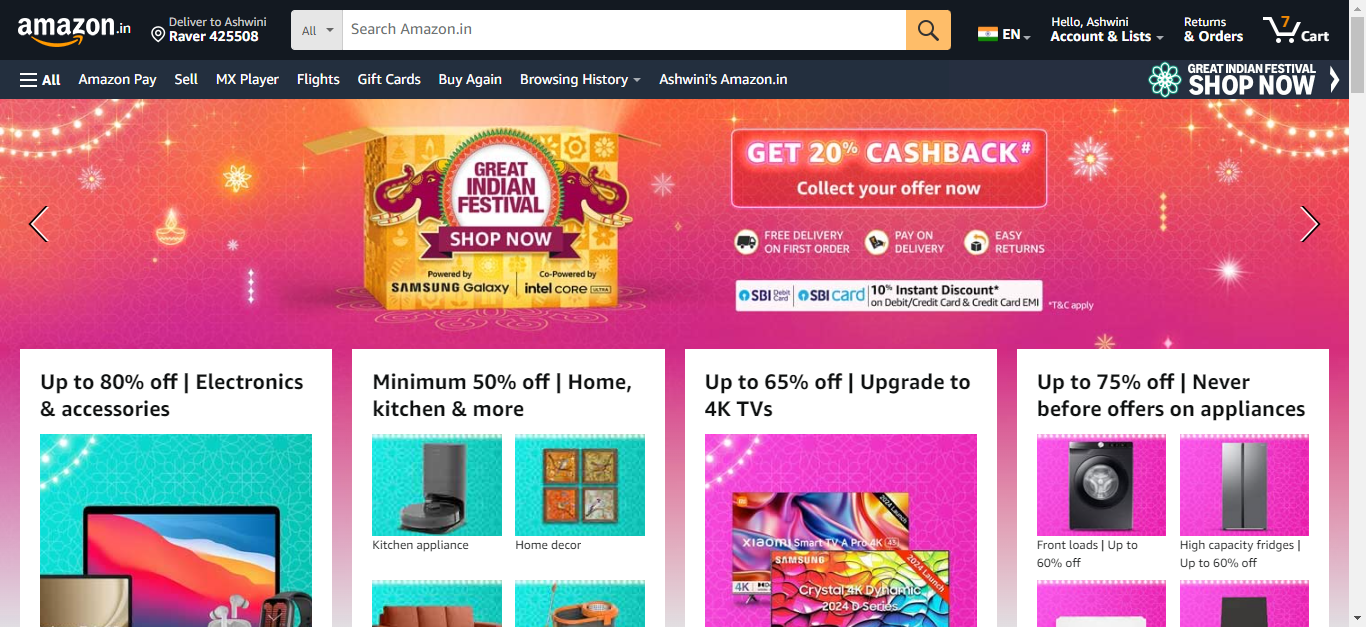 amazon.in
Deliver to Ashwini
Raver 425508
All
Search Amazon.in
EN
Hello, Ashwini
Account & Lists
Returns
& Orders
7
Cart
All
Amazon Pay
Sell
MX Player
Flights
Gift Cards
Buy Again
Browsing History
Ashwini's Amazon.in
GREAT INDIAN FESTIVAL
SHOP NOW
GREAT
INDIAN
FESTIVAL
SHOP NOW
Powered by
SAMSUNG Galaxy
Co-Powered by
intel CORE ULTRA
GET 20% CASHBACK#
Collect your offer now
FREE DELIVERY
ON FIRST ORDER
PAY ON
DELIVERY
EASY
RETURNS
SBI Debit Card
SBI card
10% Instant Discount*
on Debit/Credit Card & Credit Card EMI
*T&C apply
Up to 80% off | Electronics
& accessories
Minimum 50% off | Home,
kitchen & more
Kitchen appliance
Home decor
Up to 65% off | Upgrade to
4K TVs
2024 Launch
xiaomi Smart TV A Pro 4K (43)
4K
SAMSUNG
2024 Launch
Crystal 4K Dynamic
2024 D Series
Up to 75% off | Never
before offers on appliances
Front loads | Up to
60% off
High capacity fridges |
Up to 60% off